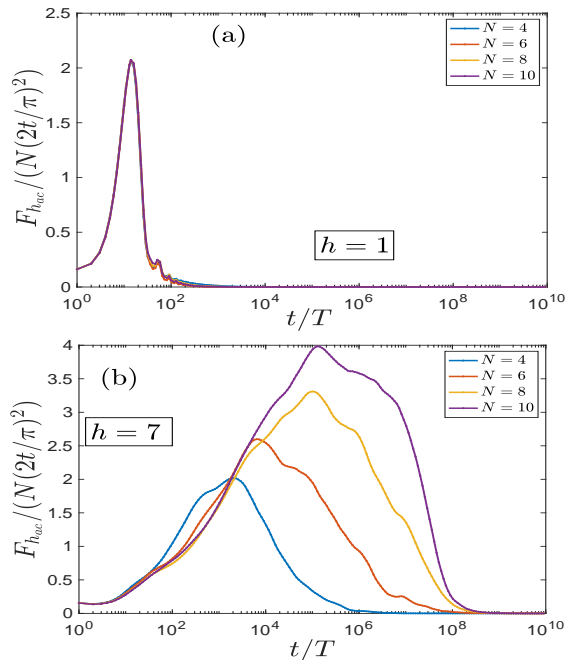 (a)
N = 4
N = 6
N = 8
N = 10
h = 1
F_{h_{ac}}/(N(2t/π)^2)
2.5
2
1.5
1
0.5
0
10^0 10^2 10^4 10^6 10^8 10^10
t/T
(b)
N = 4
N = 6
N = 8
N = 10
h = 7
F_{h_{ac}}/(N(2t/π)^2)
4
3.5
3
2.5
2
1.5
1
0.5
0
10^0 10^2 10^4 10^6 10^8 10^10
t/T